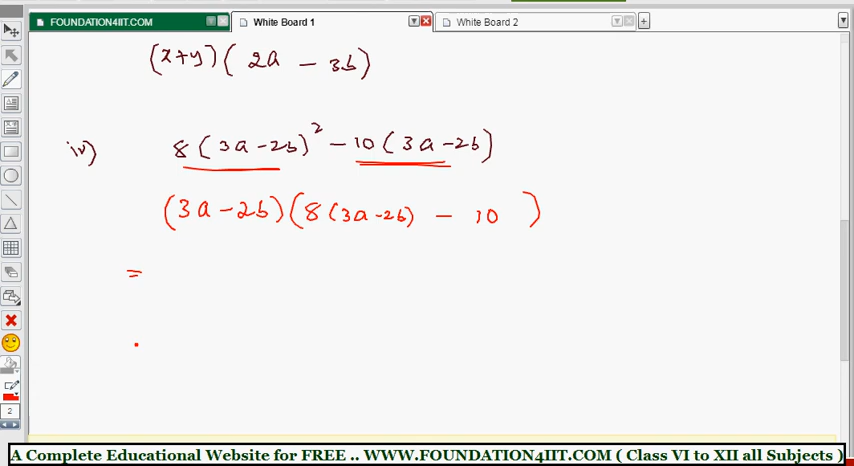 FOUNDATION4IIT.COM White Board 1 White Board 2
(x+y)(2a - 3b)
iv) 8(3a-2b)² - 10(3a-2b)
(3a-2b)(8(3a-2b) - 10)
=
2
A Complete Educational Website for FREE .. WWW.FOUNDATION4IIT.COM ( Class VI to XII all Subjects )